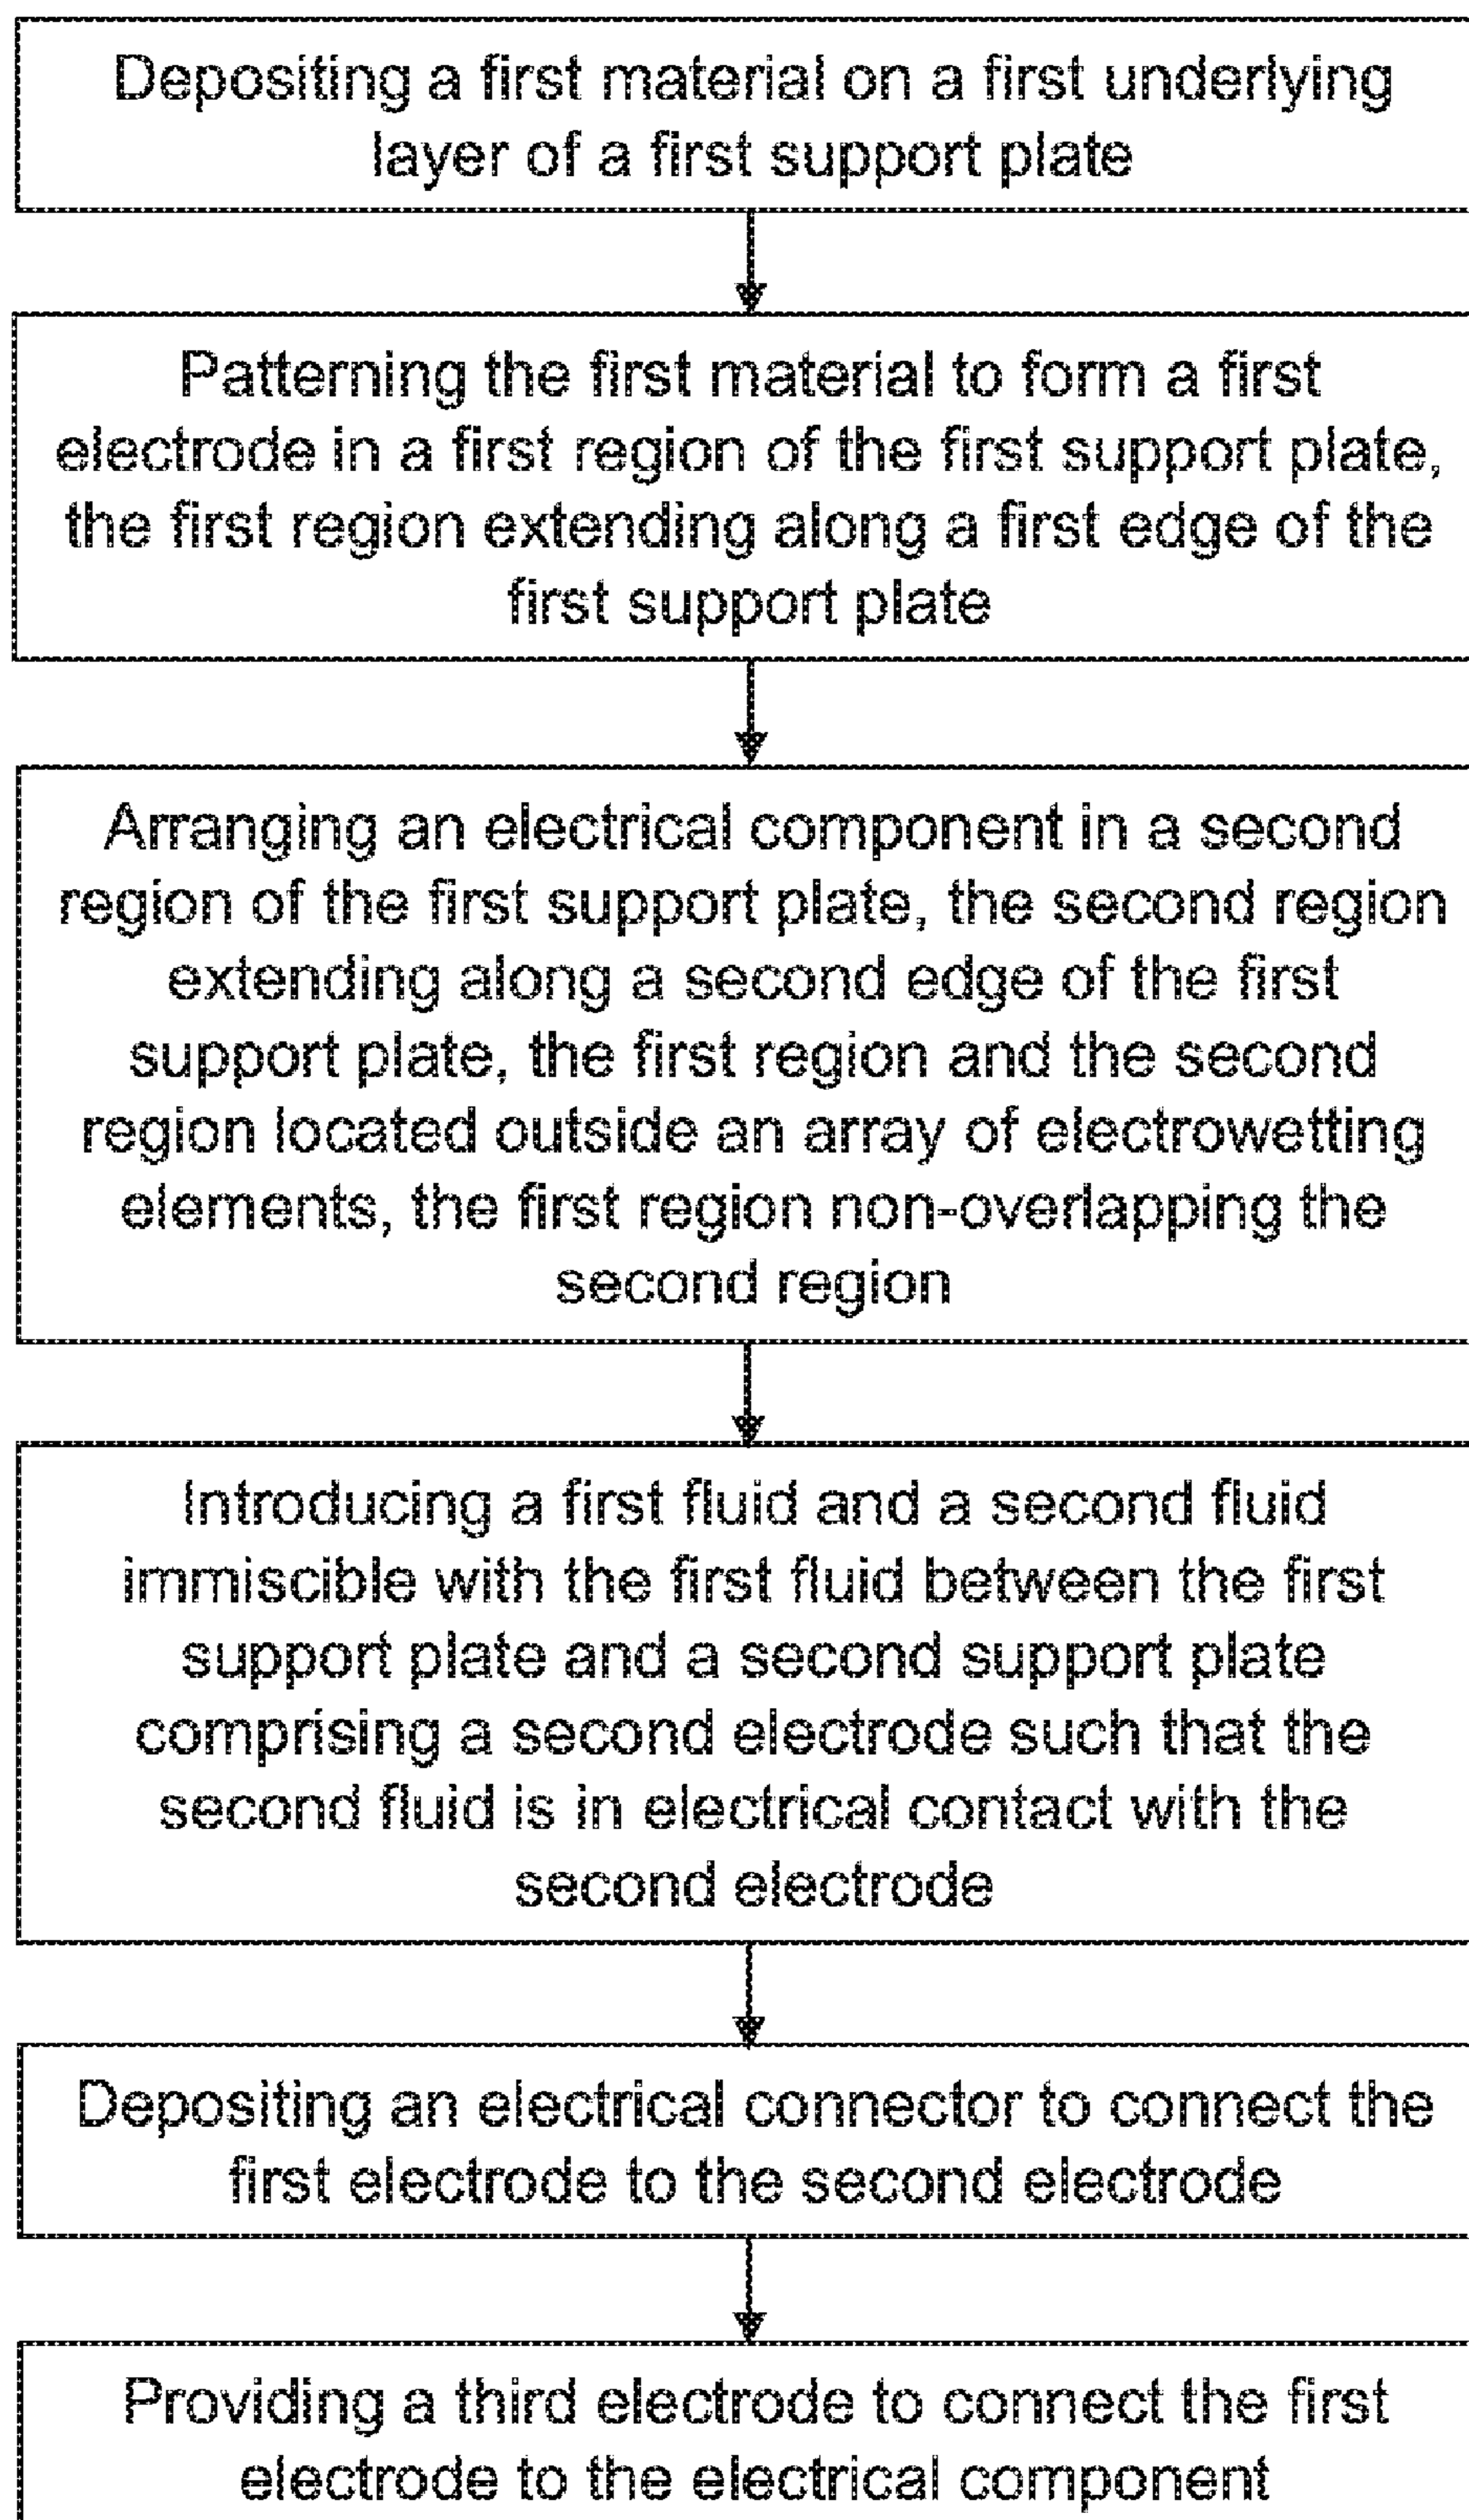 Depositing a first material on a first underlying
layer of a first support plate
Patterning the first material to form a first
electrode in a first region of the first support plate,
the first region extending along a first edge of the
first support plate
Arranging an electrical component in a second
region of the first support plate, the second region
extending along a second edge of the first
support plate, the first region and the second
region located outside an array of electrowetting
elements, the first region non-overlapping the
second region
Introducing a first fluid and a second fluid
immiscible with the first fluid between the first
support plate and a second support plate
comprising a second electrode such that the
second fluid is in electrical contact with the
second electrode
Depositing an electrical connector to connect the
first electrode to the second electrode
Providing a third electrode to connect the first
electrode to the electrical component